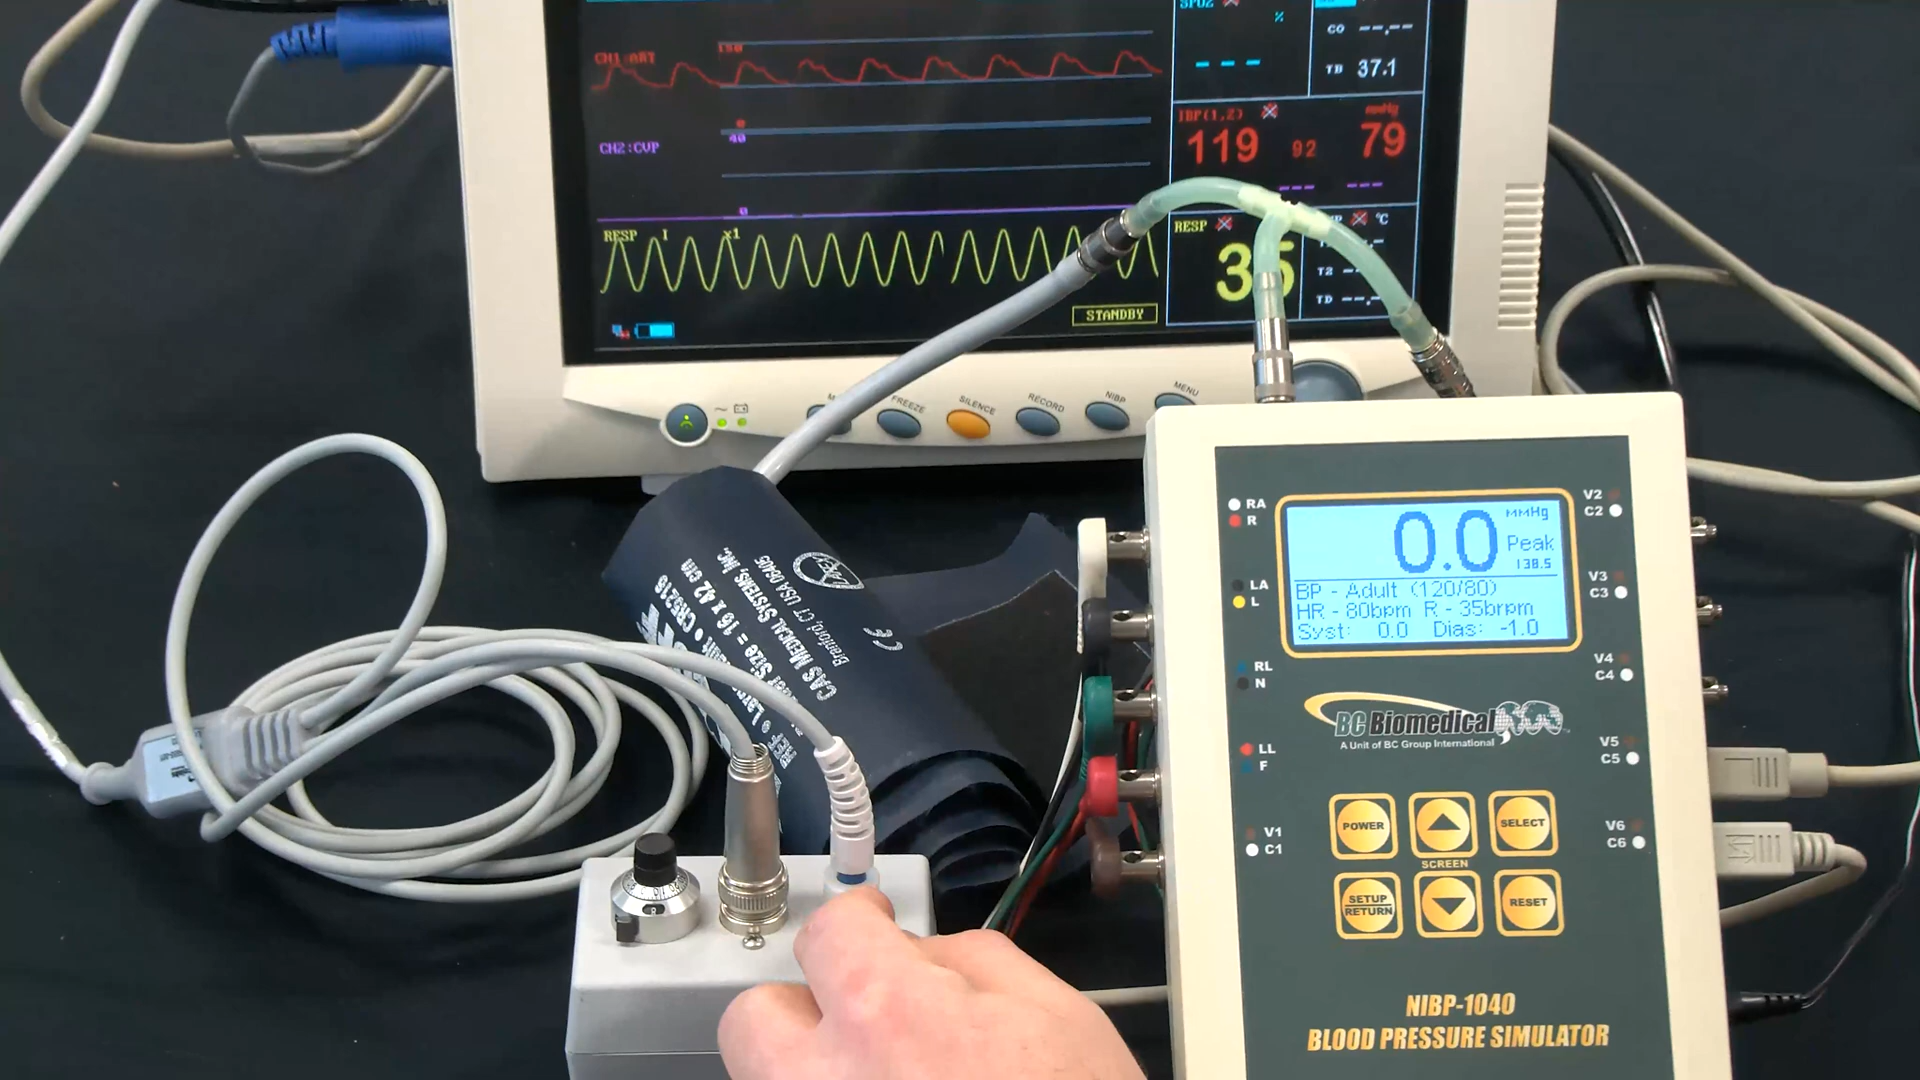 SPO2
%
CO --,--
TB 37.1
CH1:ART
150
0
IBP(1,2)
mmHg
119 92 79
CH2:CVP
40
0
RESP I x1
RESP
35
°C
T2
TD
STANDBY
FREEZE
SILENCE
RECORD
NIBP
MENU
LAKEY
CAS MEDICAL SYSTEMS, INC.
Branford, CT USA 06405
CE
Size = 16 x 42 cm
CR5216
RA
R
LA
L
RL
N
LL
F
V1
C1
V2
C2
V3
C3
V4
C4
V5
C5
V6
C6
0.0 MMHg
Peak
138.5
BP - Adult (120/80)
HR - 80bpm R - 35brpm
Syst: 0.0 Dias: -1.0
BC Biomedical
A Unit of BC Group International
POWER
SELECT
SCREEN
SETUP
RETURN
RESET
NIBP-1040
BLOOD PRESSURE SIMULATOR